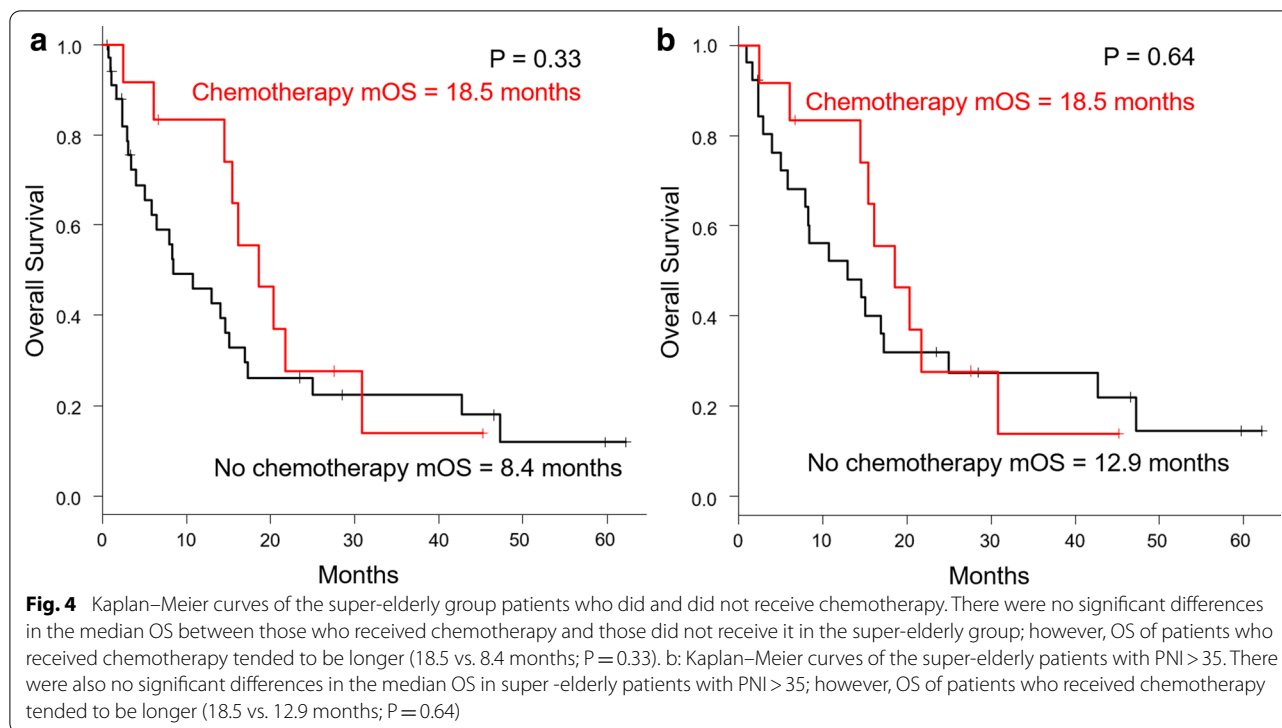 a
P = 0.33
Chemotherapy mOS = 18.5 months
1.0
0.8
0.6
0.4
0.2
0.0
Overall Survival
No chemotherapy mOS = 8.4 months
0 10 20 30 40 50 60
Months
b
P = 0.64
Chemotherapy mOS = 18.5 months
1.0
0.8
0.6
0.4
0.2
0.0
Overall Survival
No chemotherapy mOS = 12.9 months
0 10 20 30 40 50 60
Months
Fig. 4 Kaplan–Meier curves of the super-elderly group patients who did and did not receive chemotherapy. There were no significant differences
in the median OS between those who received chemotherapy and those did not receive it in the super-elderly group; however, OS of patients who
received chemotherapy tended to be longer (18.5 vs. 8.4 months; P = 0.33). b: Kaplan–Meier curves of the super-elderly patients with PNI > 35. There
were also no significant differences in the median OS in super -elderly patients with PNI > 35; however, OS of patients who received chemotherapy
tended to be longer (18.5 vs. 12.9 months; P = 0.64)